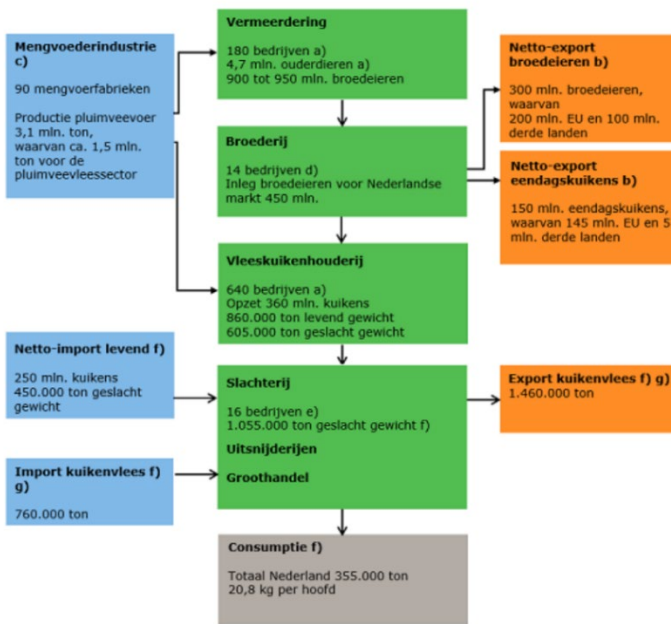 Mengvoederindustrie
c)
90 mengvoerfabrieken
Productie pluimveevoer
3,1 mln. ton,
waarvan ca. 1,5 mln.
ton voor de
pluimveevleessector
Vermeerdering
180 bedrijven a)
4,7 mln. ouderdieren a)
900 tot 950 mln. broedeieren
Netto-export
broedeieren b)
300 mln. broedeieren,
waarvan
200 mln. EU en 100 mln.
derde landen
Broederij
14 bedrijven d)
Inleg broedeieren voor Nederlandse
markt 450 mln.
Netto-export
eendagskuikens b)
150 mln. eendagskuikens,
waarvan 145 mln. EU en 5
mln. derde landen
Vleeskuikenhouderij
640 bedrijven a)
Opzet 360 mln. kuikens
860.000 ton levend gewicht
605.000 ton geslacht gewicht
Netto-import levend f)
250 mln. kuikens
450.000 ton geslacht
gewicht
Slachterij
16 bedrijven e)
1.055.000 ton geslacht gewicht f)
Uitsnijderijen
Groothandel
Export kuikenvlees f) g)
1.460.000 ton
Import kuikenvlees f)
g)
760.000 ton
Consumptie f)
Totaal Nederland 355.000 ton
20,8 kg per hoofd